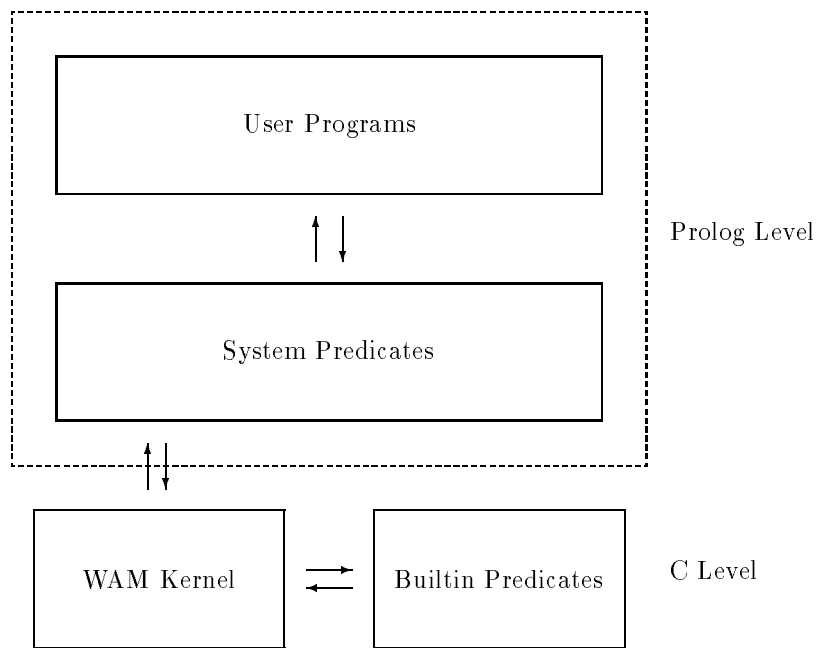 User Programs
Prolog Level
System Predicates
WAM Kernel
Builtin Predicates
C Level